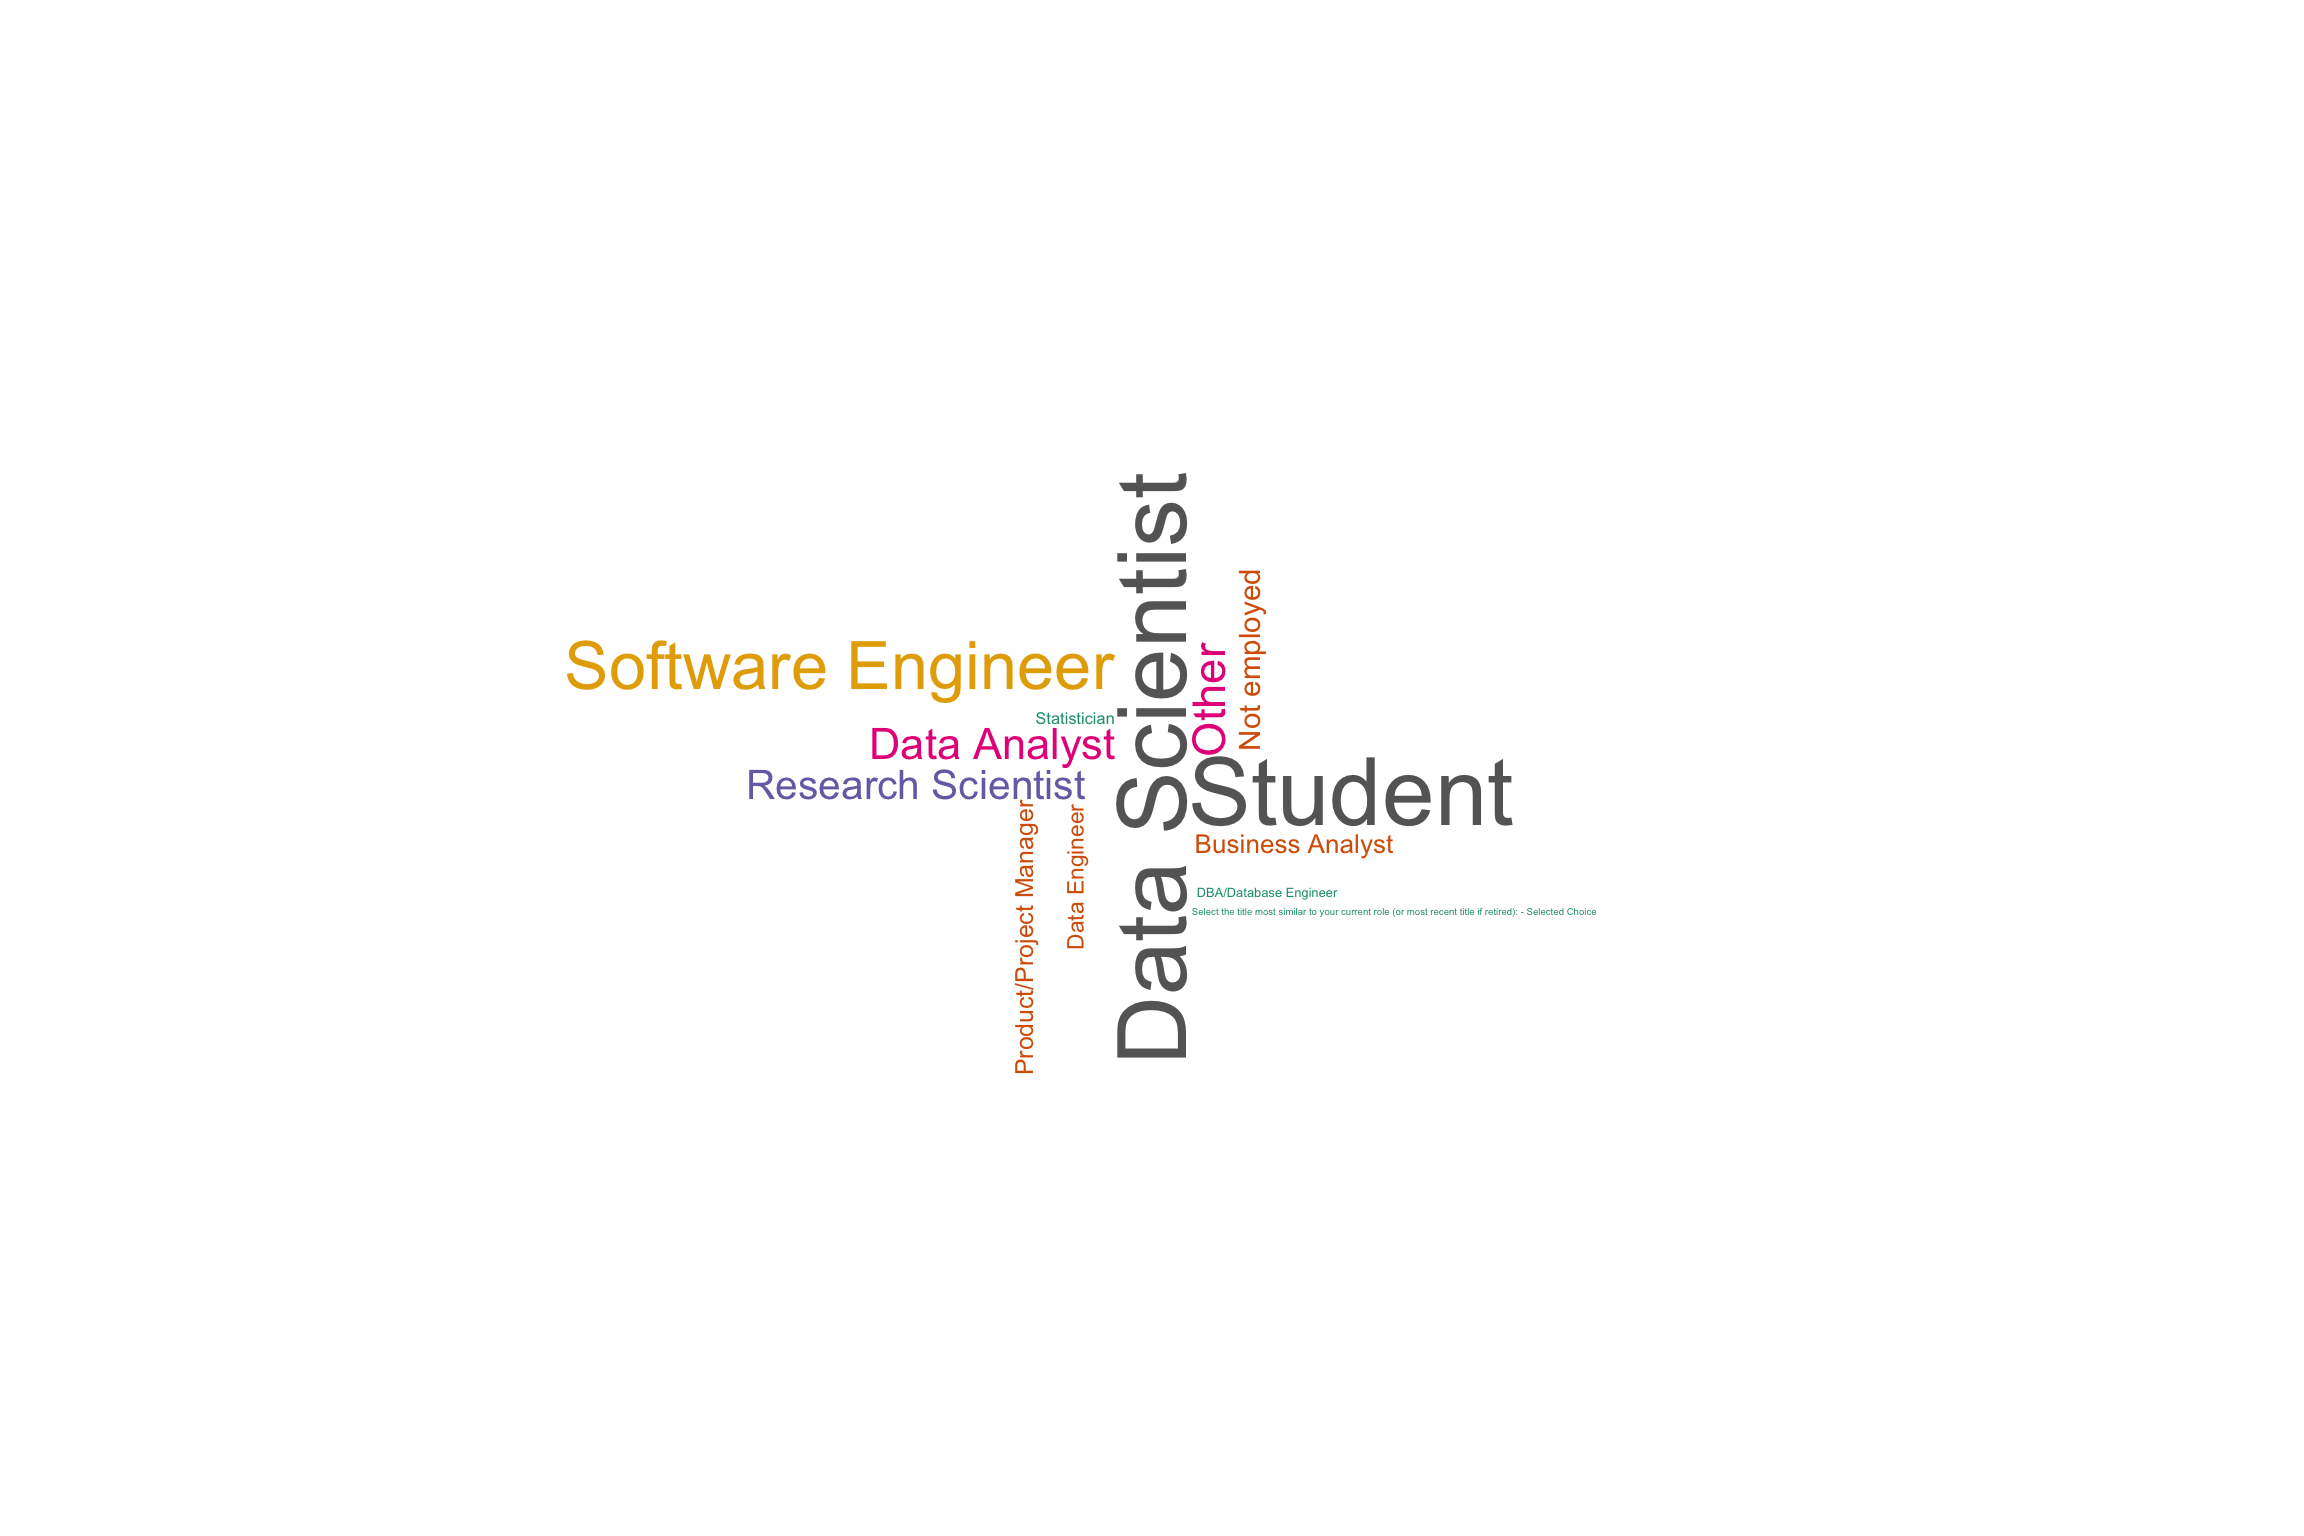 Data Scientist
Not employed
Software Engineer
Other
Statistician
Data Analyst
Student
Research Scientist
Product/Project Manager
Data Engineer
Business Analyst
DBA/Database Engineer
Select the title most similar to your current role (or most recent title if retired): - Selected Choice